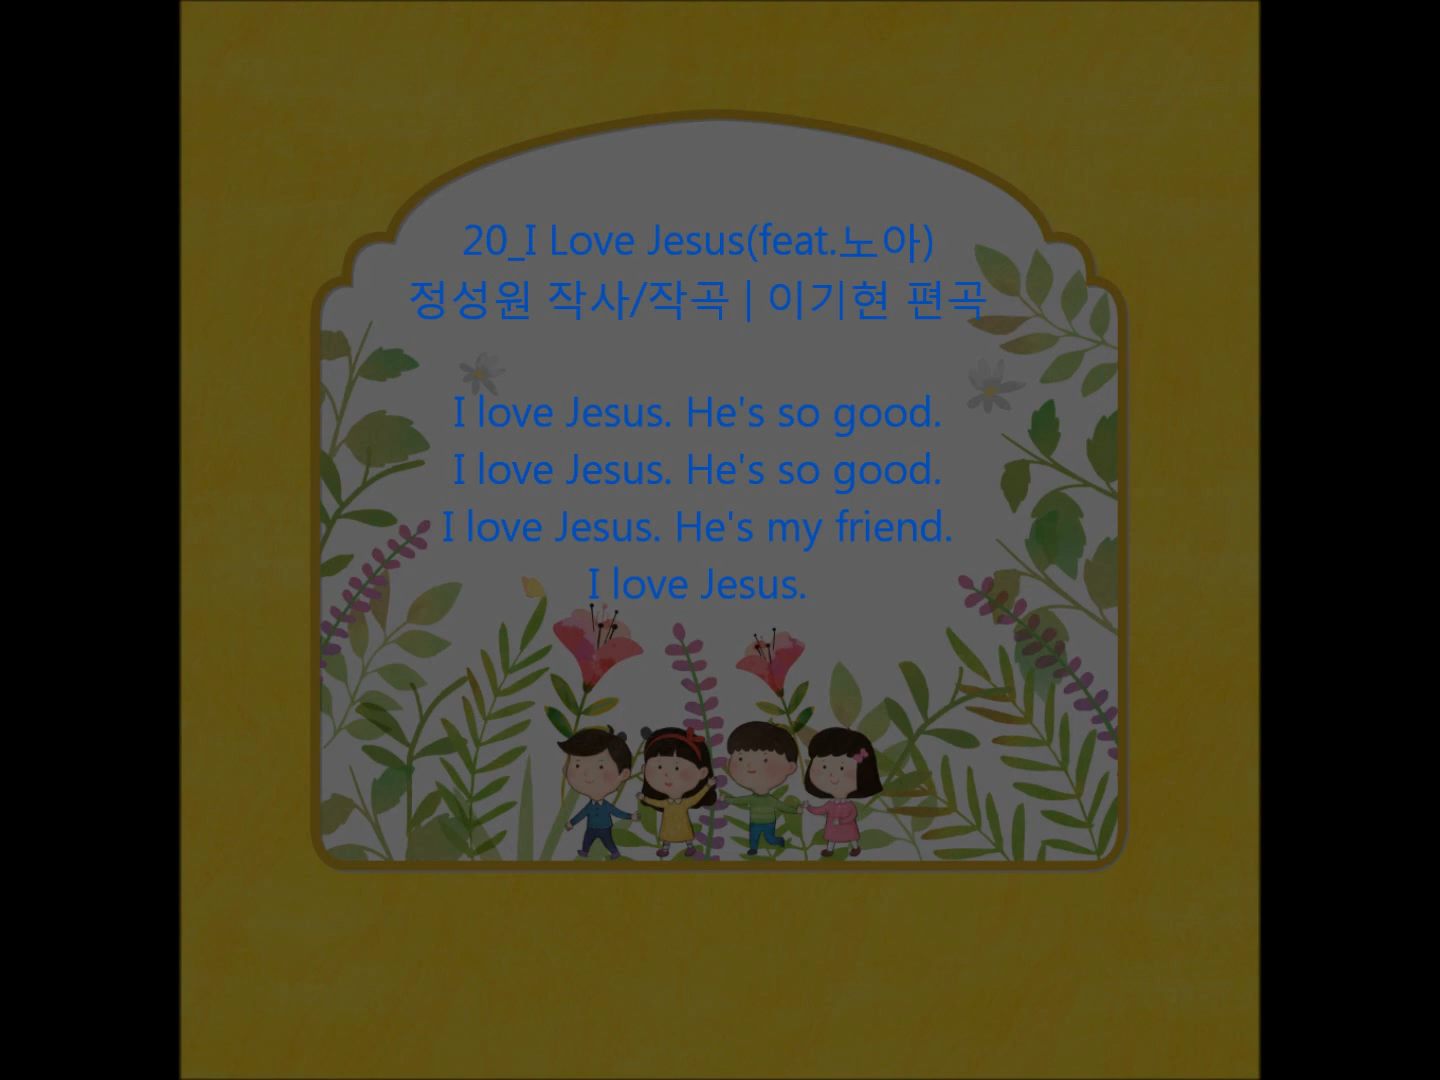 20_I Love Jesus(feat.노아)
정성원 작사/작곡 | 이기현 편곡
I love Jesus. He's so good.
I love Jesus. He's so good.
I love Jesus. He's my friend.
I love Jesus.